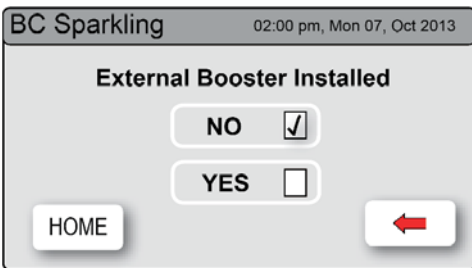 BC Sparkling 02:00 pm, Mon 07, Oct 2013
External Booster Installed
NO
YES
HOME